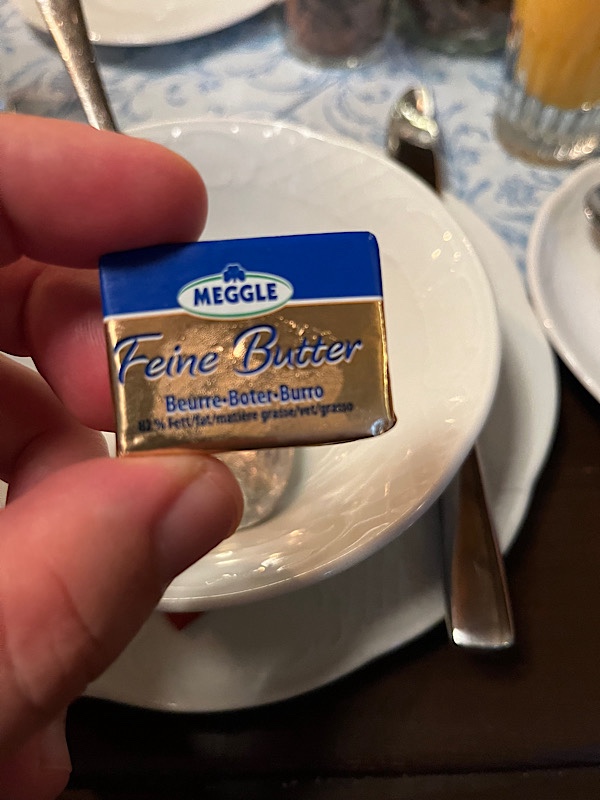 MEGGLE
Feine Butter
Beurre·Boter·Burro
82 % Fett/fat/matière grasse/vet/grasso